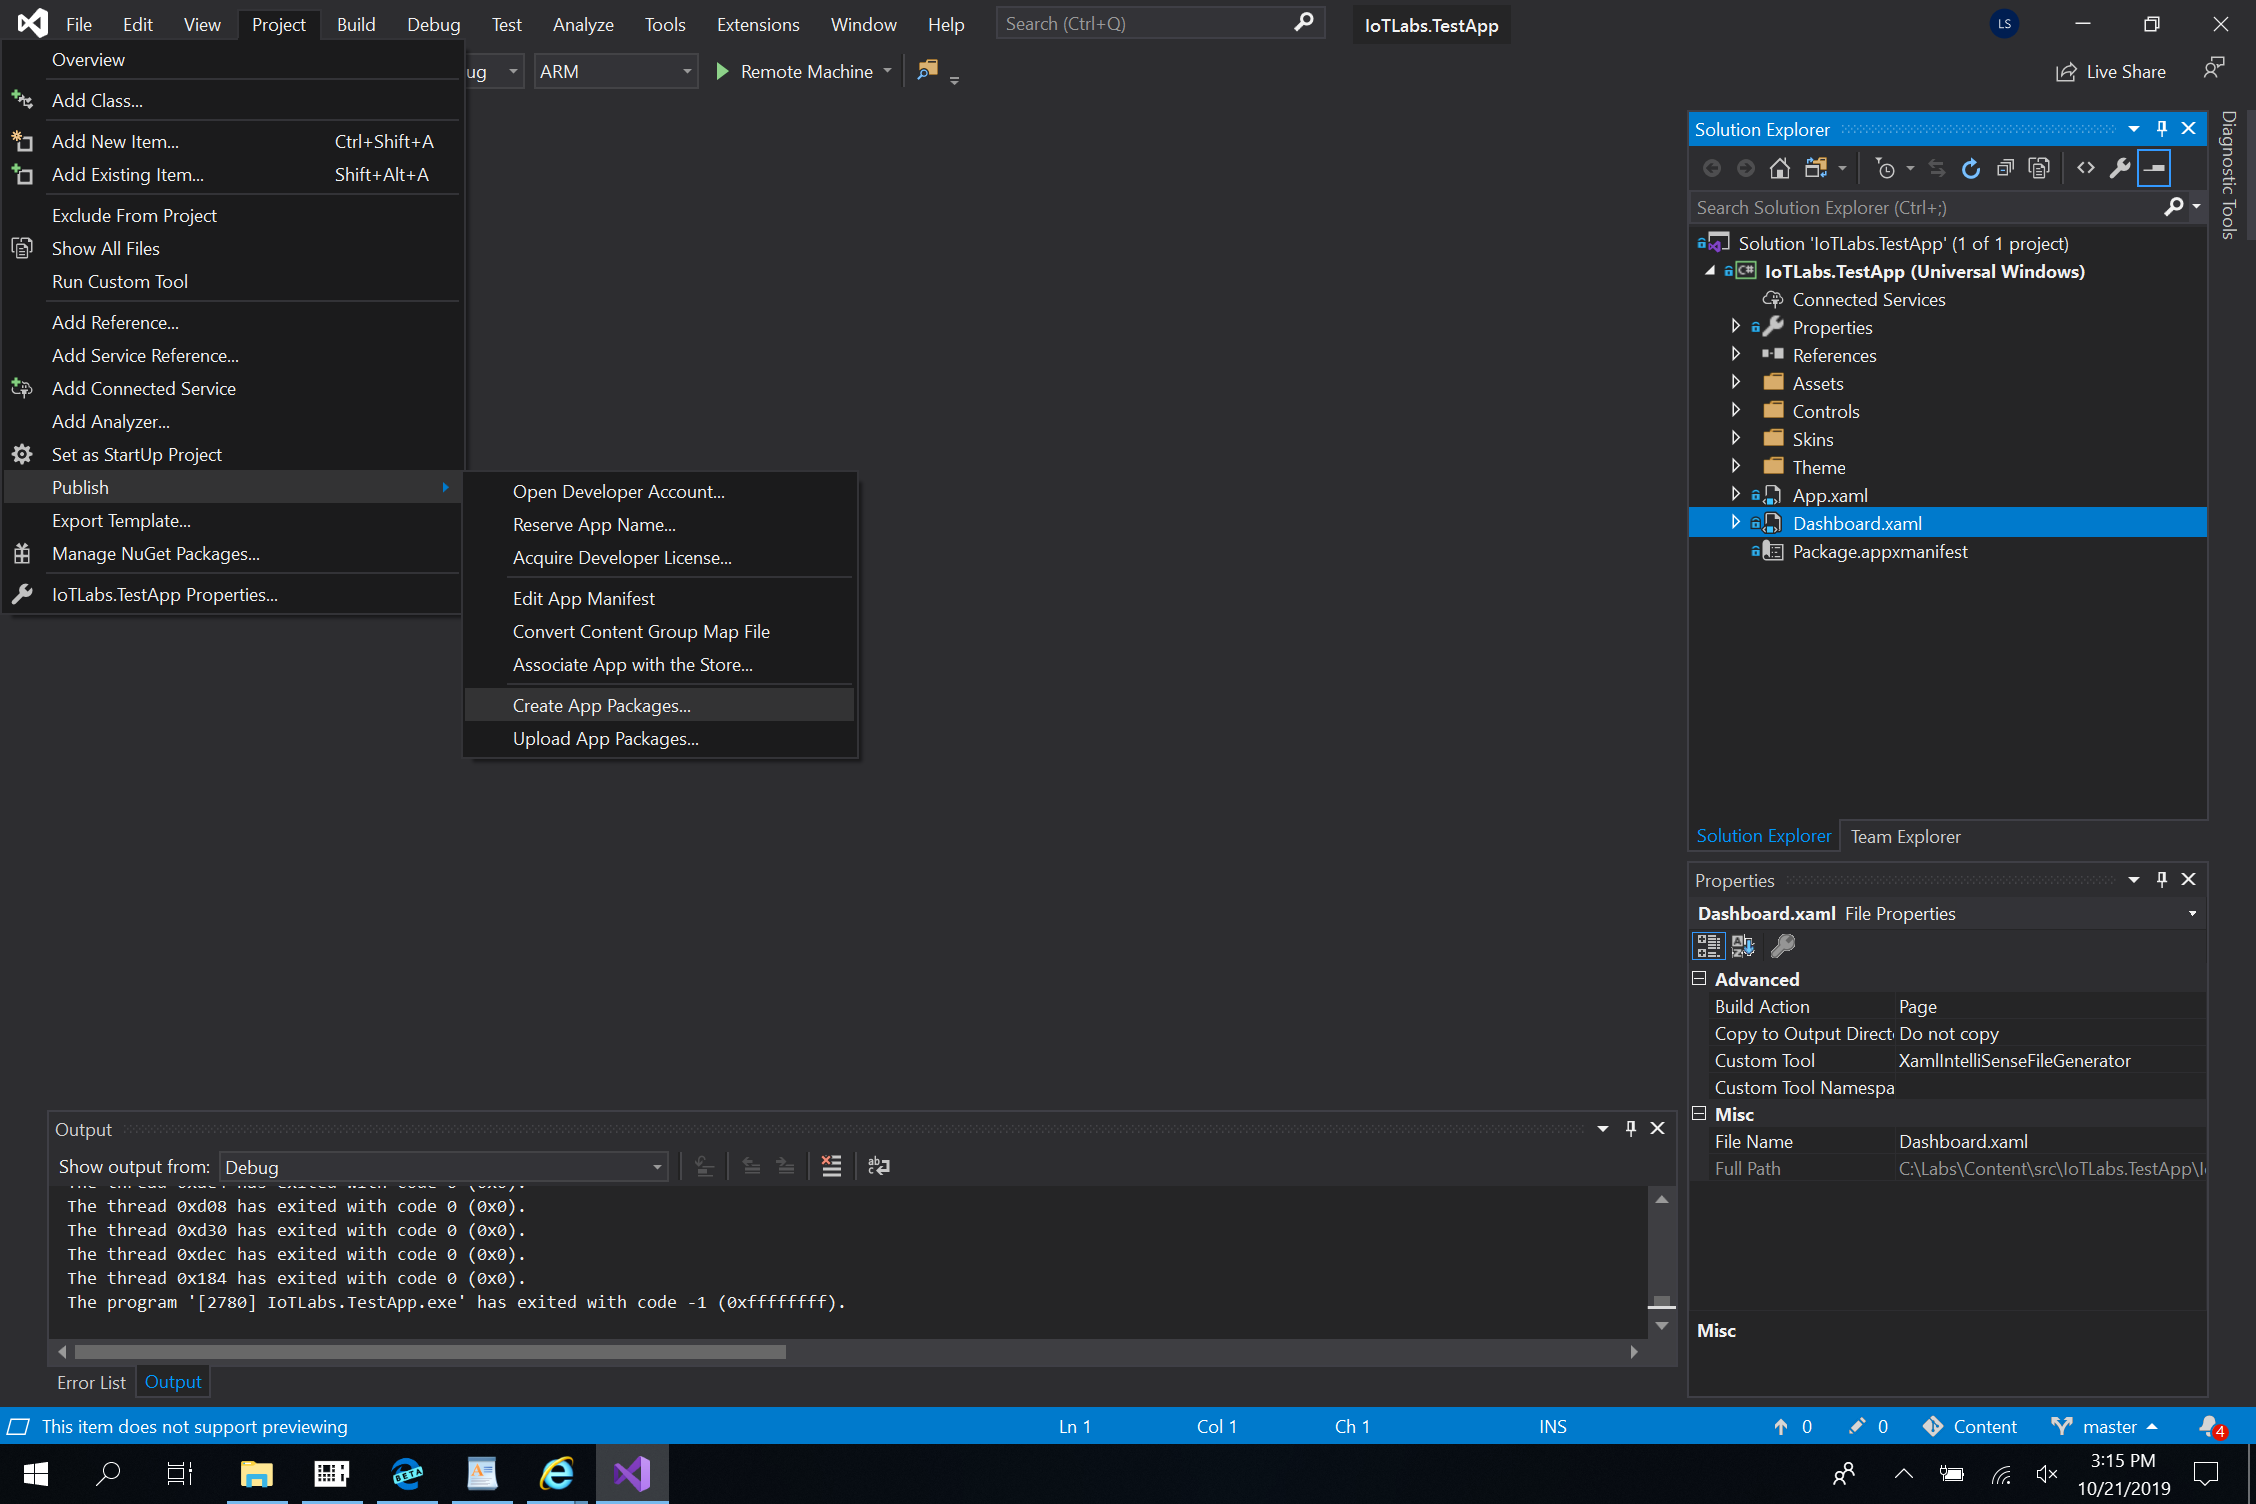 File Edit View Project Build Debug Test Analyze Tools Extensions Window Help Search (Ctrl+Q) IoTLabs.TestApp LS
ug ARM Remote Machine Live Share
Overview
Add Class...
Add New Item... Ctrl+Shift+A
Add Existing Item... Shift+Alt+A
Exclude From Project
Show All Files
Run Custom Tool
Add Reference...
Add Service Reference...
Add Connected Service
Add Analyzer...
Set as StartUp Project
Publish
Export Template...
Manage NuGet Packages...
IoTLabs.TestApp Properties...
Open Developer Account...
Reserve App Name...
Acquire Developer License...
Edit App Manifest
Convert Content Group Map File
Associate App with the Store...
Create App Packages...
Upload App Packages...
Solution Explorer
Search Solution Explorer (Ctrl+;)
Solution 'IoTLabs.TestApp' (1 of 1 project)
C# IoTLabs.TestApp (Universal Windows)
Connected Services
Properties
References
Assets
Controls
Skins
Theme
App.xaml
Dashboard.xaml
Package.appxmanifest
Solution Explorer Team Explorer
Diagnostic Tools
Properties
Dashboard.xaml File Properties
Advanced
Build Action Page
Copy to Output Direct Do not copy
Custom Tool XamlIntelliSenseFileGenerator
Custom Tool Namespa
Misc
File Name Dashboard.xaml
Full Path C:\Labs\Content\src\IoTLabs.TestApp\I
Misc
Output
Show output from: Debug
The thread 0xd08 has exited with code 0 (0x0).
The thread 0xd30 has exited with code 0 (0x0).
The thread 0xdec has exited with code 0 (0x0).
The thread 0x184 has exited with code 0 (0x0).
The program '[2780] IoTLabs.TestApp.exe' has exited with code -1 (0xffffffff).
Error List Output
This item does not support previewing Ln 1 Col 1 Ch 1 INS 0 0 Content master 4
BETA
3:15 PM
10/21/2019